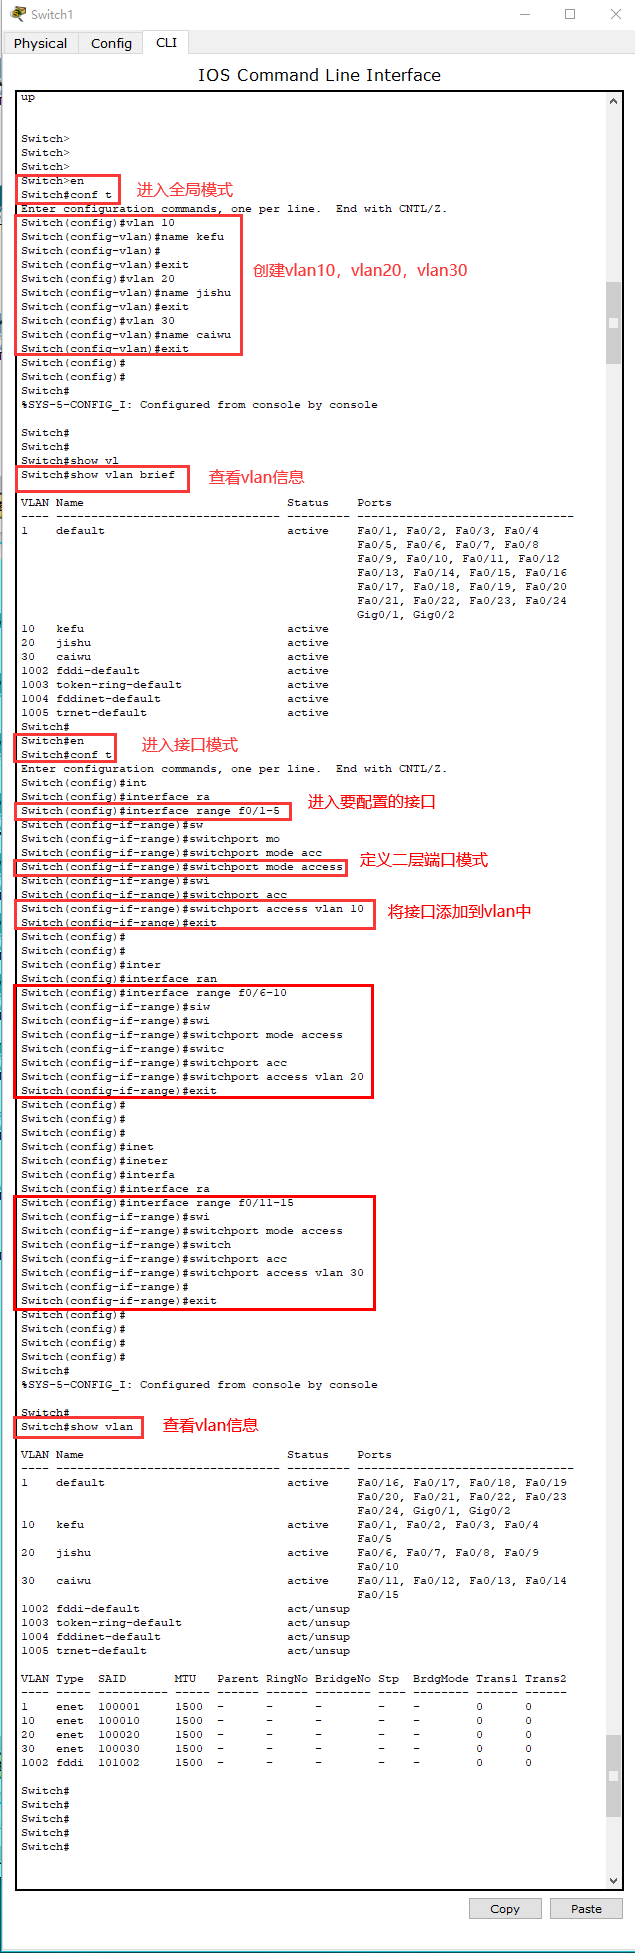 Switch1
Physical Config CLI
IOS Command Line Interface
up
Switch>
Switch>
Switch>
Switch>en
Switch#conf t 进入全局模式
Enter configuration commands, one per line.  End with CNTL/Z.
Switch(config)#vlan 10
Switch(config-vlan)#name kefu
Switch(config-vlan)#
Switch(config-vlan)#exit 创建vlan10，vlan20，vlan30
Switch(config)#vlan 20
Switch(config-vlan)#name jishu
Switch(config-vlan)#exit
Switch(config)#vlan 30
Switch(config-vlan)#name caiwu
Switch(config-vlan)#exit
Switch(config)#
Switch(config)#
Switch#
%SYS-5-CONFIG_I: Configured from console by console
Switch#
Switch#
Switch#show vl
Switch#show vlan brief 查看vlan信息
VLAN Name                             Status    Ports
---- -------------------------------- --------- -------------------------------
1    default                          active    Fa0/1, Fa0/2, Fa0/3, Fa0/4
                                                Fa0/5, Fa0/6, Fa0/7, Fa0/8
                                                Fa0/9, Fa0/10, Fa0/11, Fa0/12
                                                Fa0/13, Fa0/14, Fa0/15, Fa0/16
                                                Fa0/17, Fa0/18, Fa0/19, Fa0/20
                                                Fa0/21, Fa0/22, Fa0/23, Fa0/24
                                                Gig0/1, Gig0/2
10   kefu                             active
20   jishu                            active
30   caiwu                            active
1002 fddi-default                     active
1003 token-ring-default               active
1004 fddinet-default                  active
1005 trnet-default                    active
Switch#
Switch#en 进入接口模式
Switch#conf t
Enter configuration commands, one per line.  End with CNTL/Z.
Switch(config)#int
Switch(config)#interface ra
Switch(config)#interface range f0/1-5 进入要配置的接口
Switch(config-if-range)#sw
Switch(config-if-range)#switchport mo
Switch(config-if-range)#switchport mode acc
Switch(config-if-range)#switchport mode access 定义二层端口模式
Switch(config-if-range)#swi
Switch(config-if-range)#switchport acc
Switch(config-if-range)#switchport access vlan 10 将接口添加到vlan中
Switch(config-if-range)#exit
Switch(config)#
Switch(config)#
Switch(config)#inter
Switch(config)#interface ran
Switch(config)#interface range f0/6-10
Switch(config-if-range)#siw
Switch(config-if-range)#swi
Switch(config-if-range)#switchport mode access
Switch(config-if-range)#switc
Switch(config-if-range)#switchport acc
Switch(config-if-range)#switchport access vlan 20
Switch(config-if-range)#exit
Switch(config)#
Switch(config)#
Switch(config)#
Switch(config)#inet
Switch(config)#ineter
Switch(config)#interfa
Switch(config)#interface ra
Switch(config)#interface range f0/11-15
Switch(config-if-range)#swi
Switch(config-if-range)#switchport mode access
Switch(config-if-range)#switch
Switch(config-if-range)#switchport acc
Switch(config-if-range)#switchport access vlan 30
Switch(config-if-range)#
Switch(config-if-range)#exit
Switch(config)#
Switch(config)#
Switch(config)#
Switch(config)#
Switch#
%SYS-5-CONFIG_I: Configured from console by console
Switch#
Switch#show vlan 查看vlan信息
VLAN Name                             Status    Ports
---- -------------------------------- --------- -------------------------------
1    default                          active    Fa0/16, Fa0/17, Fa0/18, Fa0/19
                                                Fa0/20, Fa0/21, Fa0/22, Fa0/23
                                                Fa0/24, Gig0/1, Gig0/2
10   kefu                             active    Fa0/1, Fa0/2, Fa0/3, Fa0/4
                                                Fa0/5
20   jishu                            active    Fa0/6, Fa0/7, Fa0/8, Fa0/9
                                                Fa0/10
30   caiwu                            active    Fa0/11, Fa0/12, Fa0/13, Fa0/14
                                                Fa0/15
1002 fddi-default                     act/unsup
1003 token-ring-default               act/unsup
1004 fddinet-default                  act/unsup
1005 trnet-default                    act/unsup
VLAN Type  SAID       MTU   Parent RingNo BridgeNo Stp  BrdgMode Trans1 Trans2
---- ----- ---------- ----- ------ ------ -------- ---- -------- ------ ------
1    enet  100001     1500  -      -      -        -    -        0      0
10   enet  100010     1500  -      -      -        -    -        0      0
20   enet  100020     1500  -      -      -        -    -        0      0
30   enet  100030     1500  -      -      -        -    -        0      0
1002 fddi  101002     1500  -      -      -        -    -        0      0
Switch#
Switch#
Switch#
Switch#
Switch#
Copy Paste